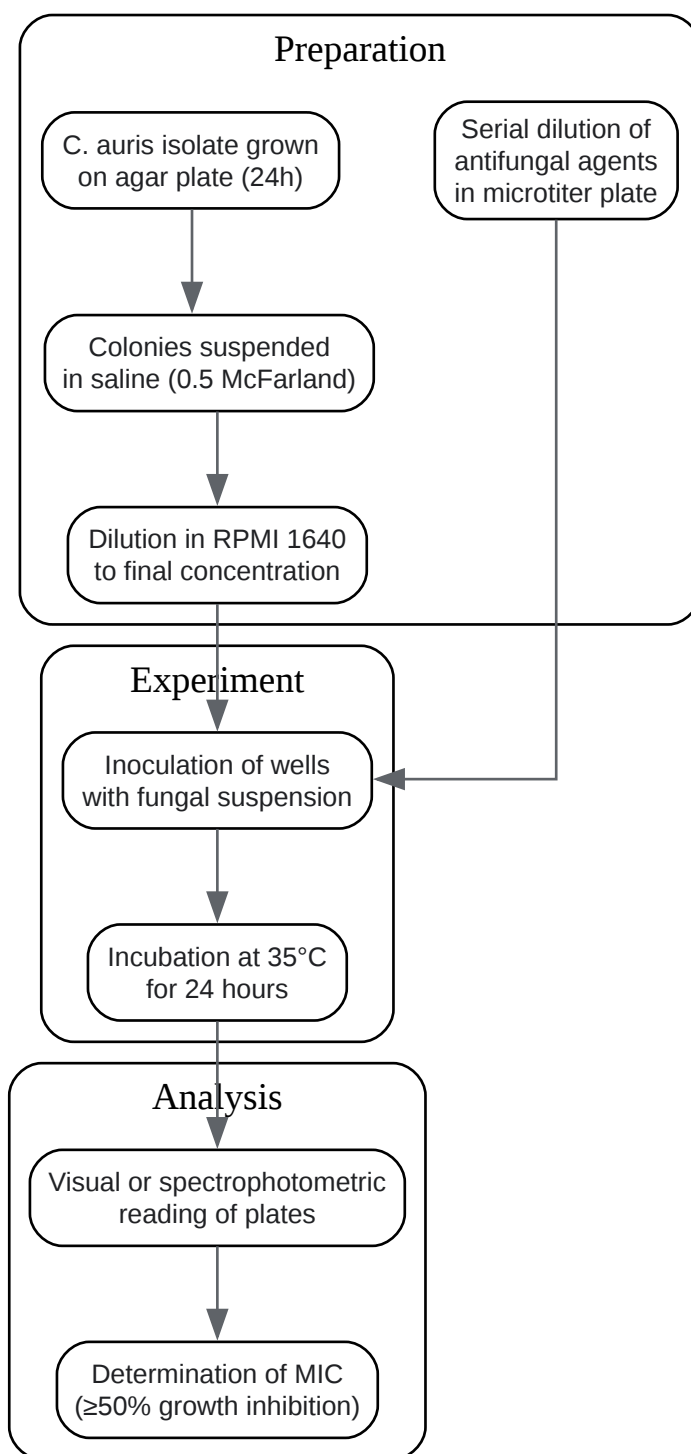 Preparation
C. auris isolate grown
on agar plate (24h)
Serial dilution of
antifungal agents
in microtiter plate
Colonies suspended
in saline (0.5 McFarland)
Dilution in RPMI 1640
to final concentration
Experiment
Inoculation of wells
with fungal suspension
Incubation at 35°C
for 24 hours
Analysis
Visual or spectrophotometric
reading of plates
Determination of MIC
(≥50% growth inhibition)